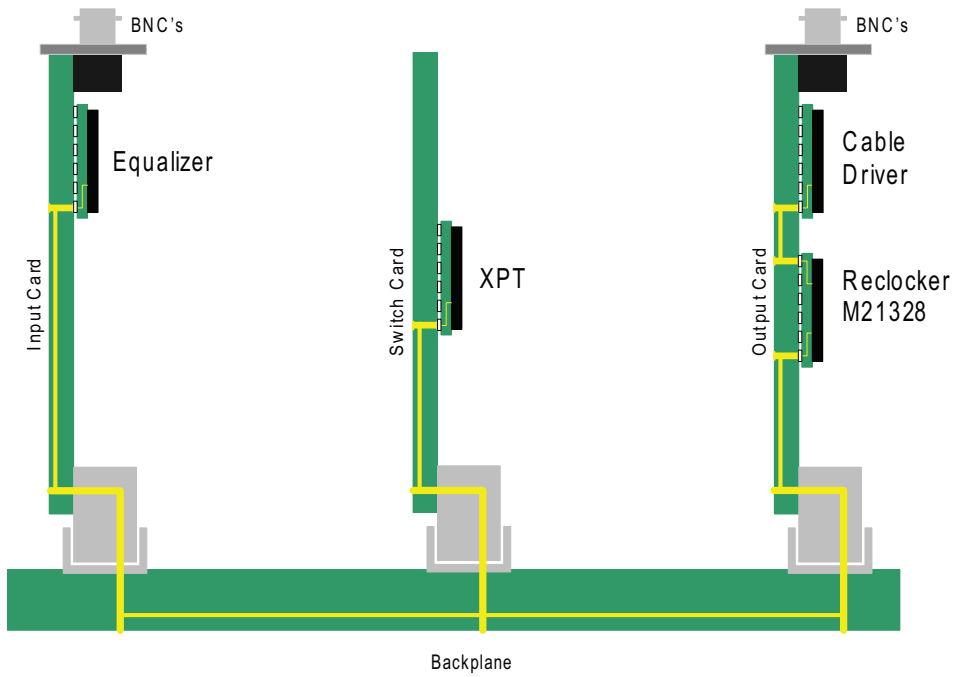 BNC's
BNC's
Equalizer
Cable
Driver
XPT
Reclocker
M21328
Input Card
Switch Card
Output Card
Backplane